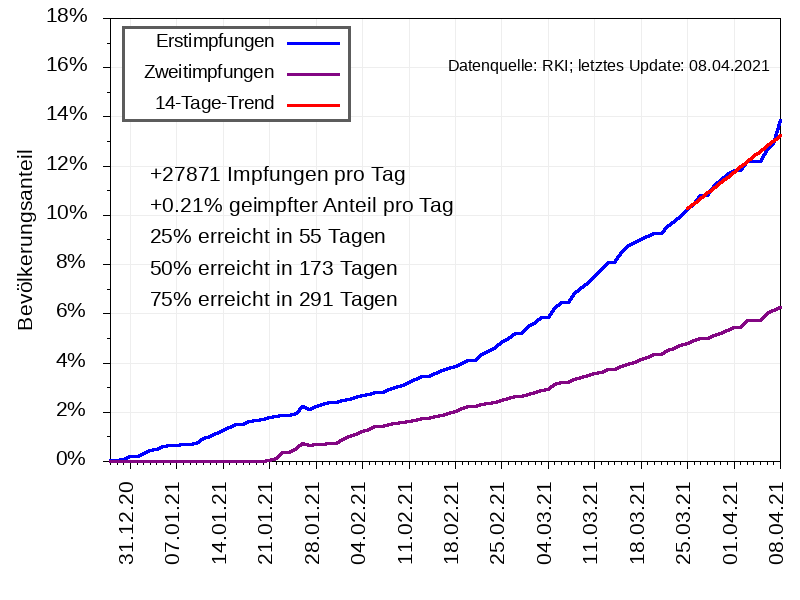 18%
16%
14%
12%
10%
8%
6%
4%
2%
0%
Bevölkerungsanteil
Erstimpfungen
Zweitimpfungen
14-Tage-Trend
Datenquelle: RKI; letztes Update: 08.04.2021
+27871 Impfungen pro Tag
+0.21% geimpfter Anteil pro Tag
25% erreicht in 55 Tagen
50% erreicht in 173 Tagen
75% erreicht in 291 Tagen
31.12.20
07.01.21
14.01.21
21.01.21
28.01.21
04.02.21
11.02.21
18.02.21
25.02.21
04.03.21
11.03.21
18.03.21
25.03.21
01.04.21
08.04.21